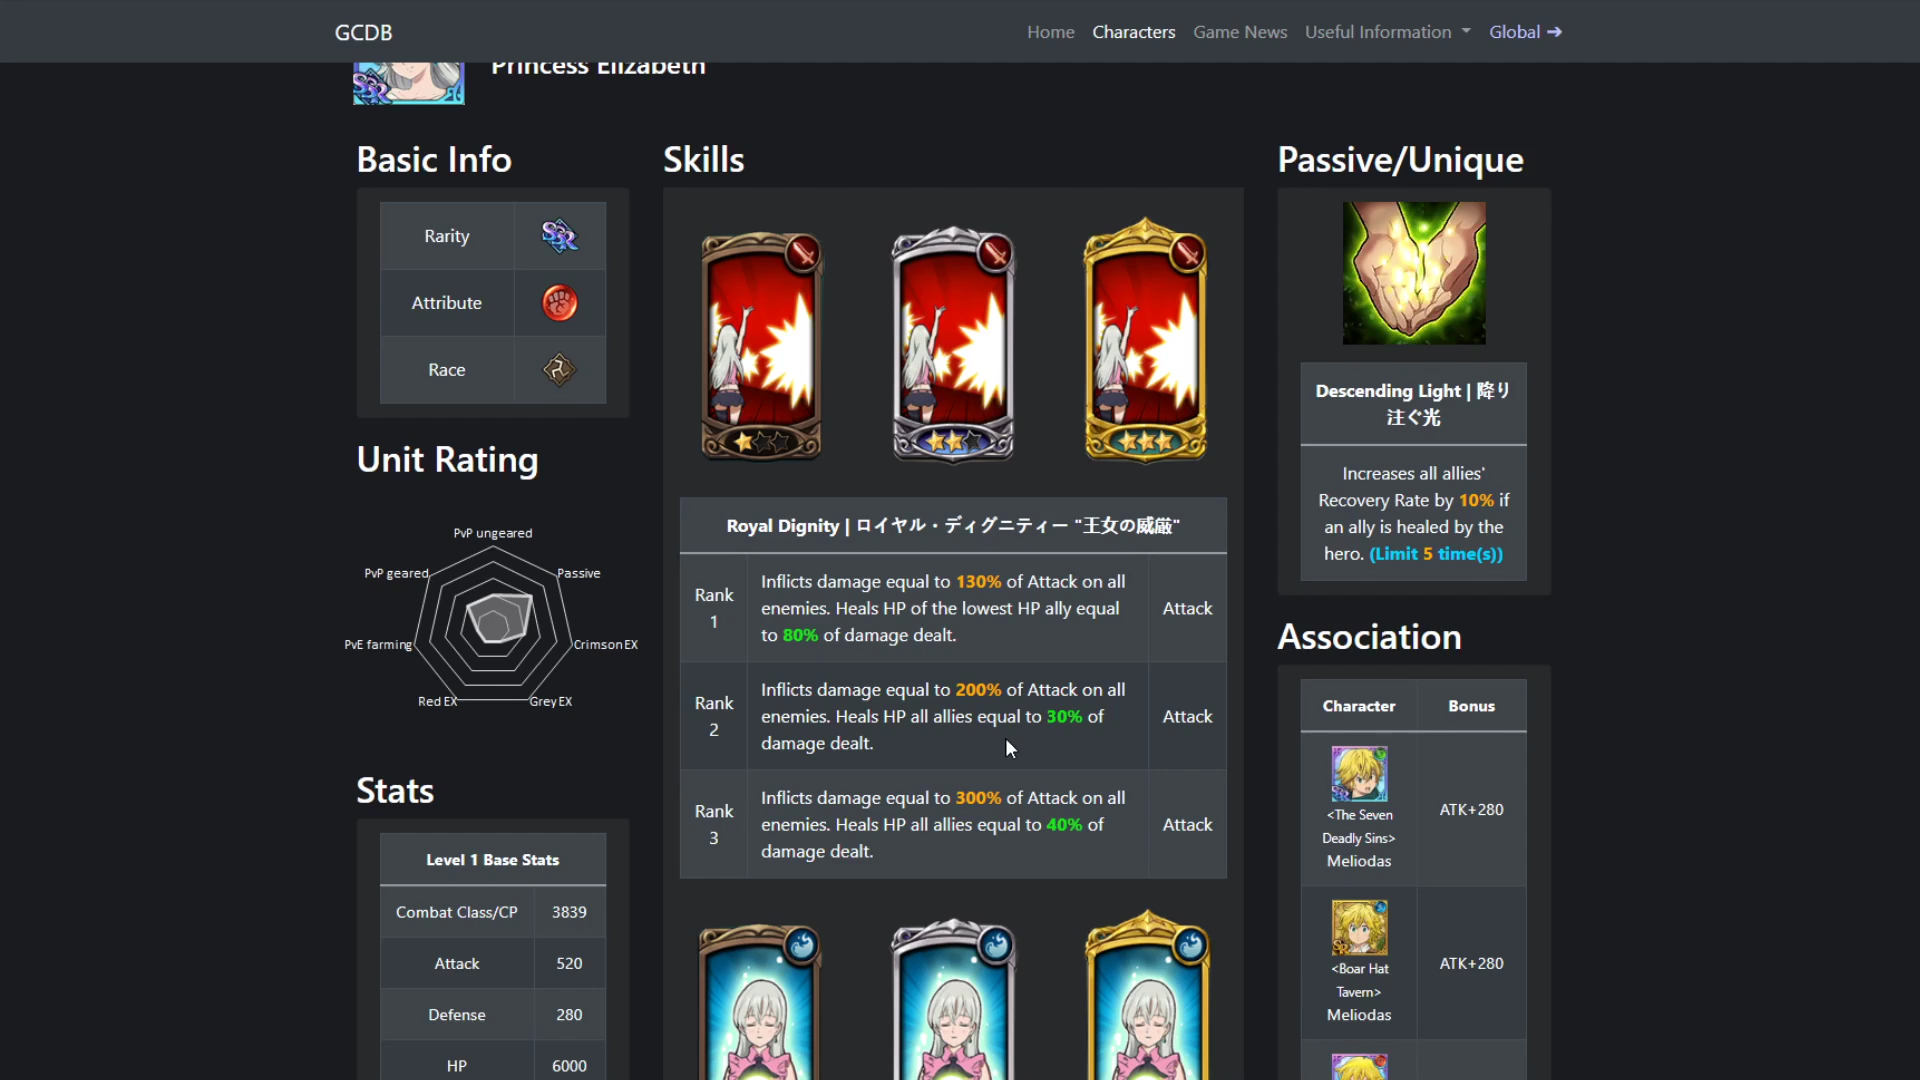 GCDB
Home Characters Game News Useful Information Global
Princess Elizabeth
SSR
Basic Info
Rarity
SSR
Attribute
Race
Unit Rating
PvP ungeared
PvP geared
Passive
PvE farming
Crimson EX
Red EX
Grey EX
Stats
Level 1 Base Stats
Combat Class/CP 3839
Attack 520
Defense 280
HP 6000
Skills
Royal Dignity | ロイヤル・ディグニティー "王女の威厳"
Rank
1
Inflicts damage equal to 130% of Attack on all
enemies. Heals HP of the lowest HP ally equal
to 80% of damage dealt.
Attack
Rank
2
Inflicts damage equal to 200% of Attack on all
enemies. Heals HP all allies equal to 30% of
damage dealt.
Attack
Rank
3
Inflicts damage equal to 300% of Attack on all
enemies. Heals HP all allies equal to 40% of
damage dealt.
Attack
Passive/Unique
Descending Light | 降り
注ぐ光
Increases all allies'
Recovery Rate by 10% if
an ally is healed by the
hero. (Limit 5 time(s))
Association
Character Bonus
SR
<The Seven
Deadly Sins>
Meliodas
ATK+280
SR
<Boar Hat
Tavern>
Meliodas
ATK+280